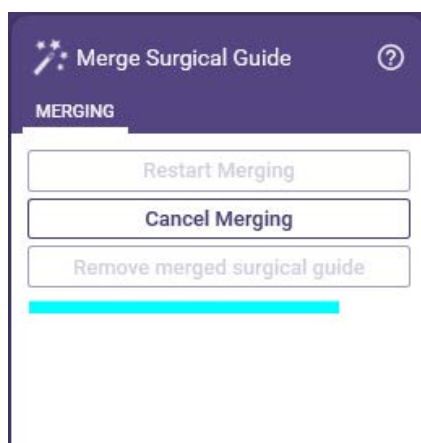 Merge Surgical Guide
MERGING
Restart Merging
Cancel Merging
Remove merged surgical guide